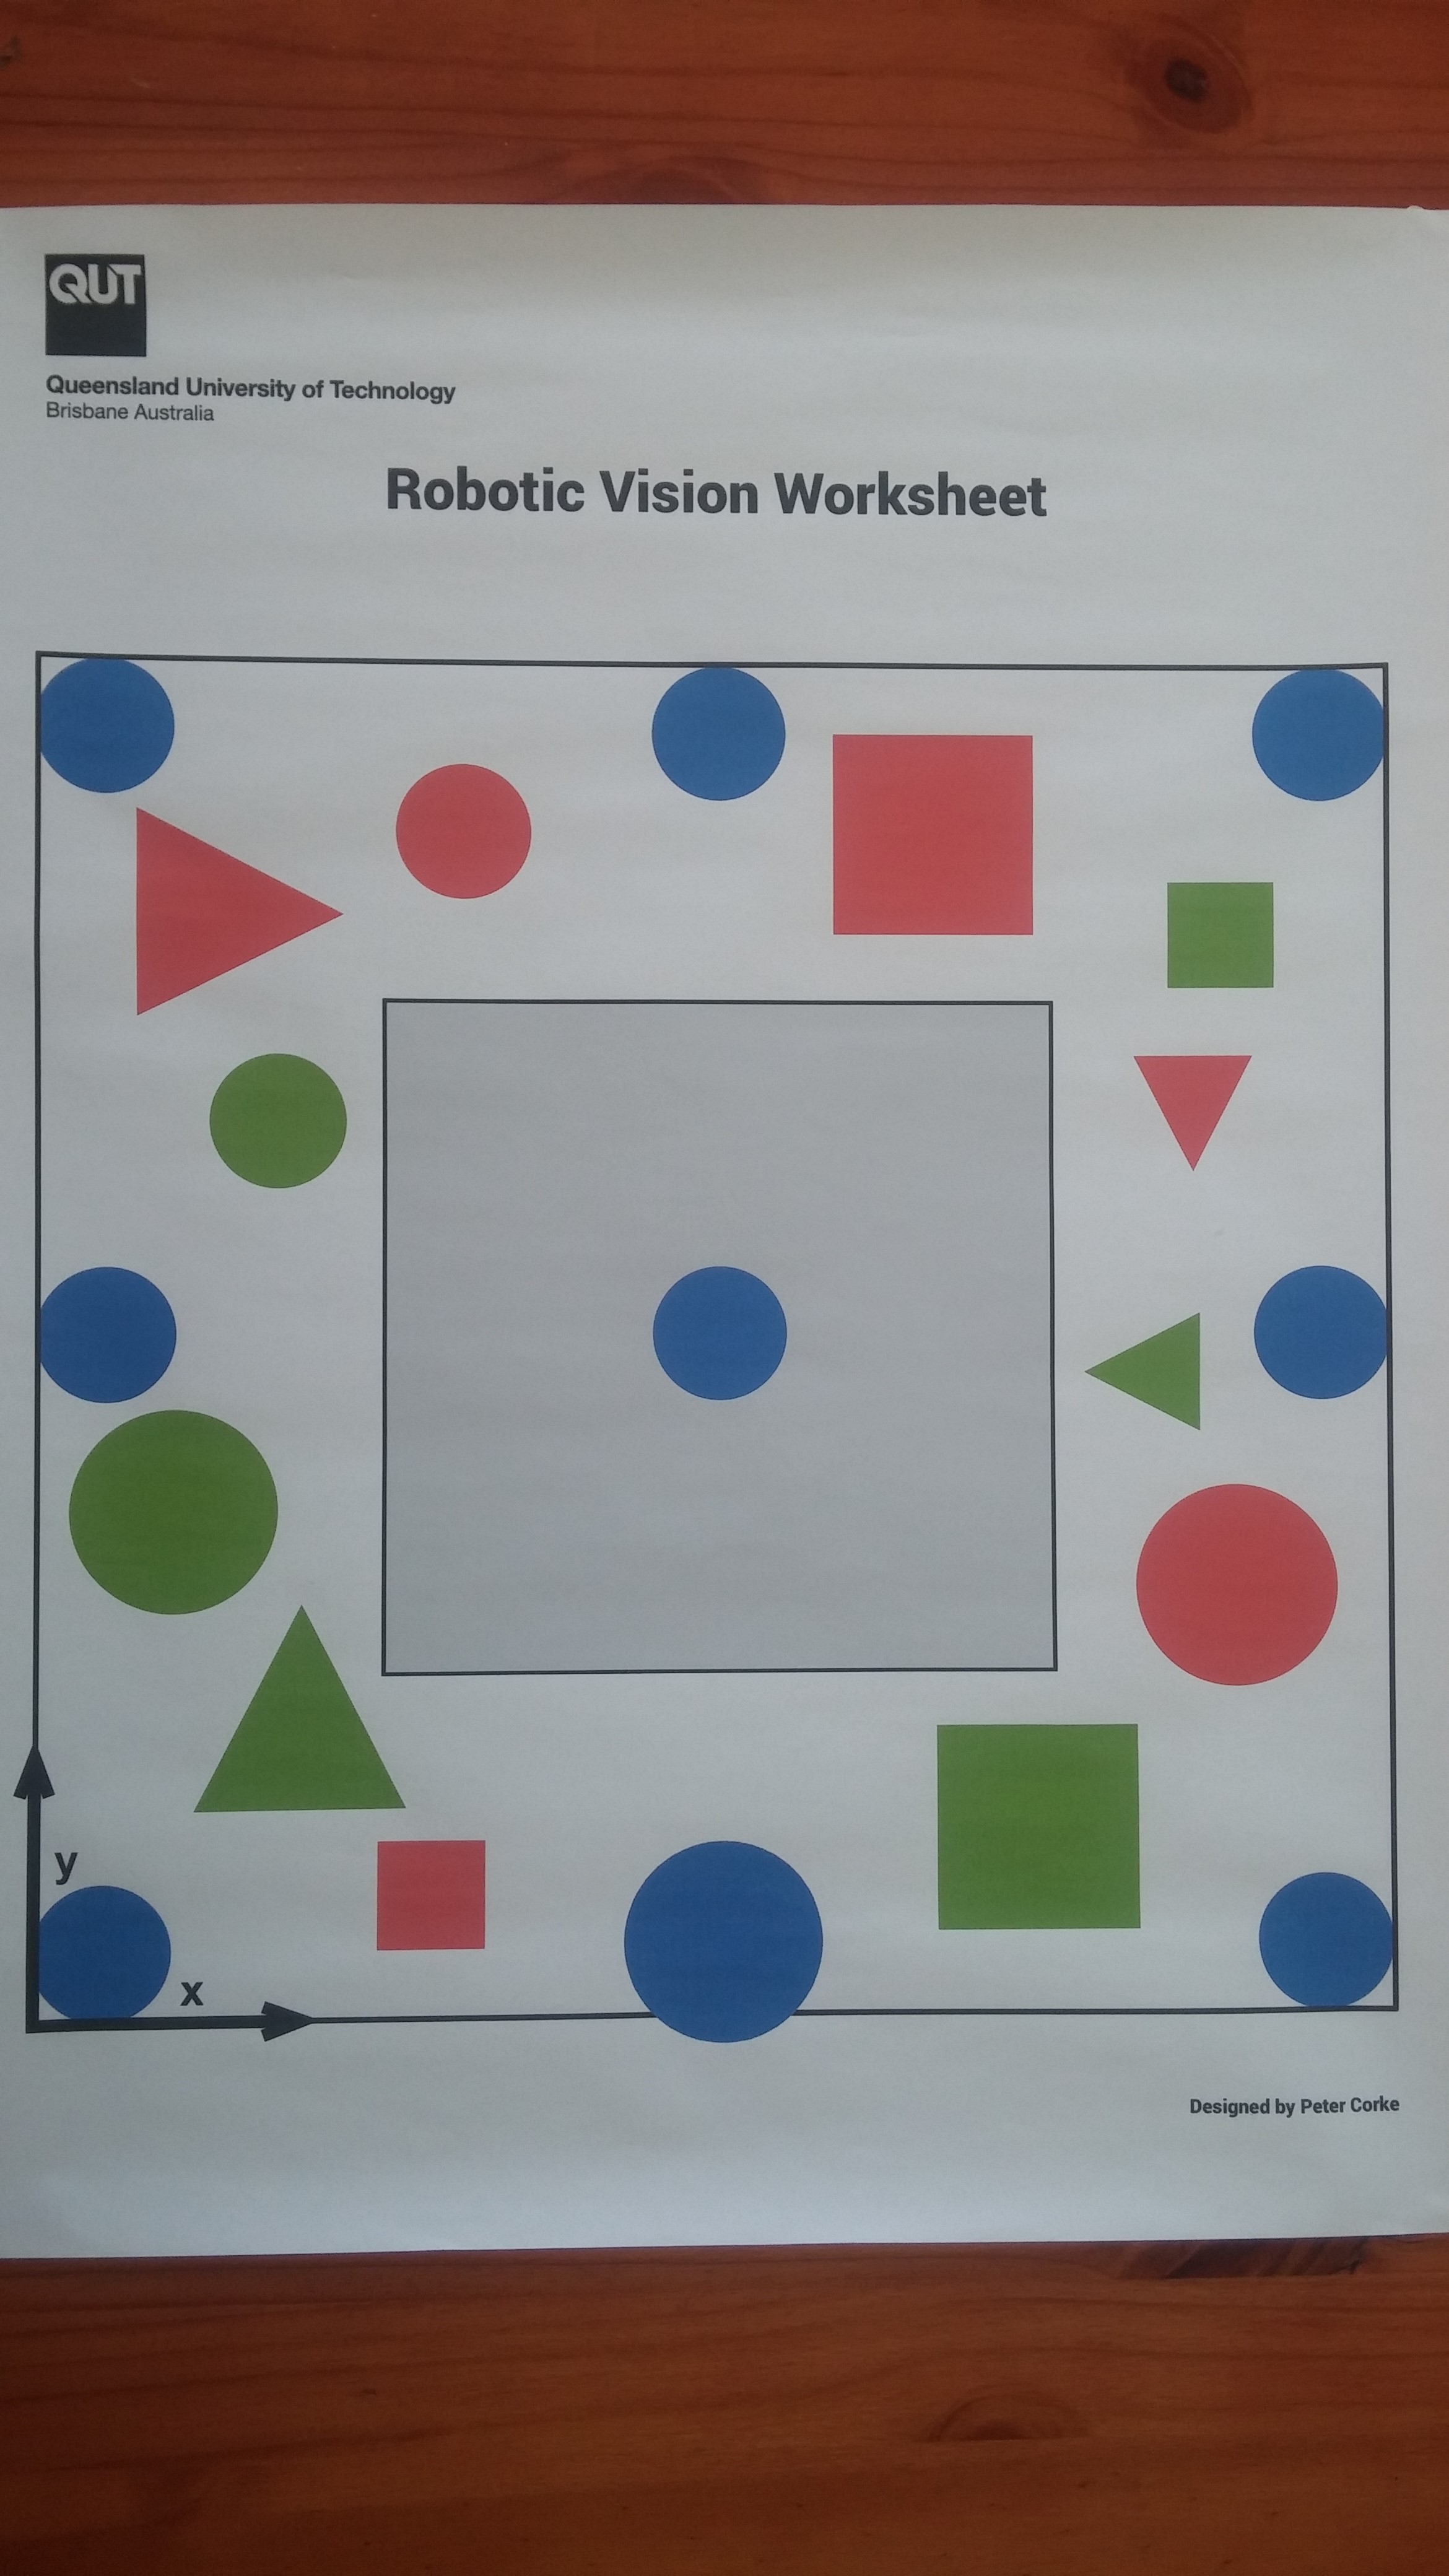 QUT
Queensland University of Technology
Brisbane Australia
Robotic Vision Worksheet
y
x
Designed by Peter Corke